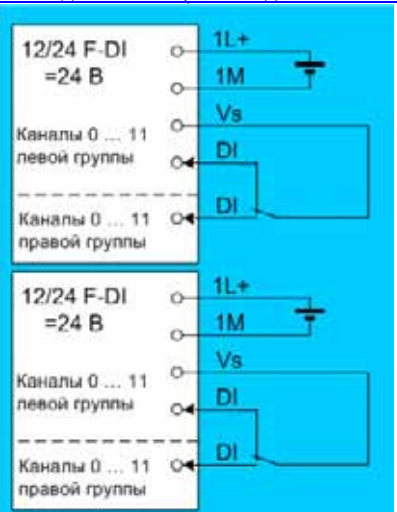 12/24 F-DI
=24 В
1L+
1M
Vs
Каналы 0 ... 11
левой группы
DI
DI
Каналы 0 ... 11
правой группы
12/24 F-DI
=24 В
1L+
1M
Vs
Каналы 0 ... 11
левой группы
DI
DI
Каналы 0 ... 11
правой группы